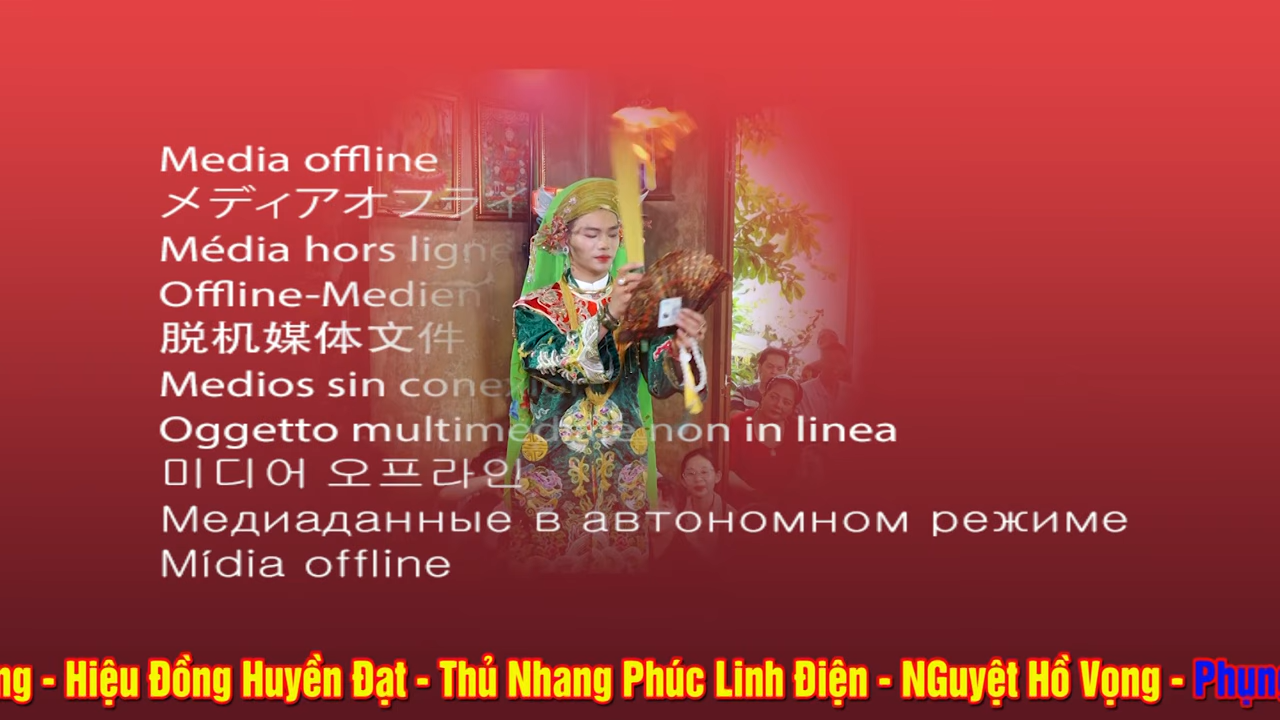 Media offline
メディアオフライ
Média hors ligne
Offline-Medien
脱机媒体文件
Medios sin conexión
Oggetto multimediale non in linea
미디어 오프라인
Медиаданные в автономном режиме
Mídia offline
ng - Hiệu Đồng Huyền Đạt - Thủ Nhang Phúc Linh Điện - NGuyệt Hồ Vọng - Phụng